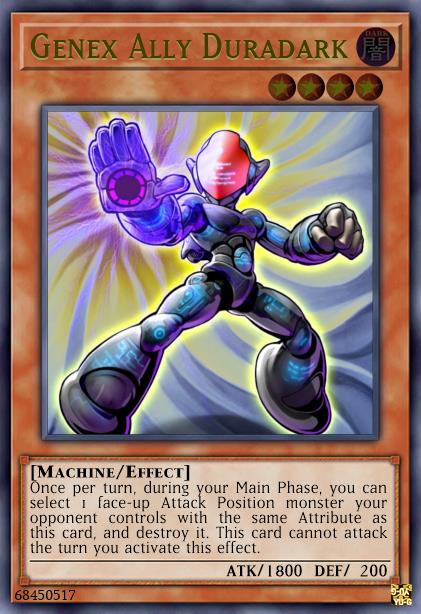 Genex Ally Duradark
DARK
闇
[Machine/Effect]
Once per turn, during your Main Phase, you can
select 1 face-up Attack Position monster your
opponent controls with the same Attribute as
this card, and destroy it. This card cannot attack
the turn you activate this effect.
ATK/1800 DEF/ 200
68450517